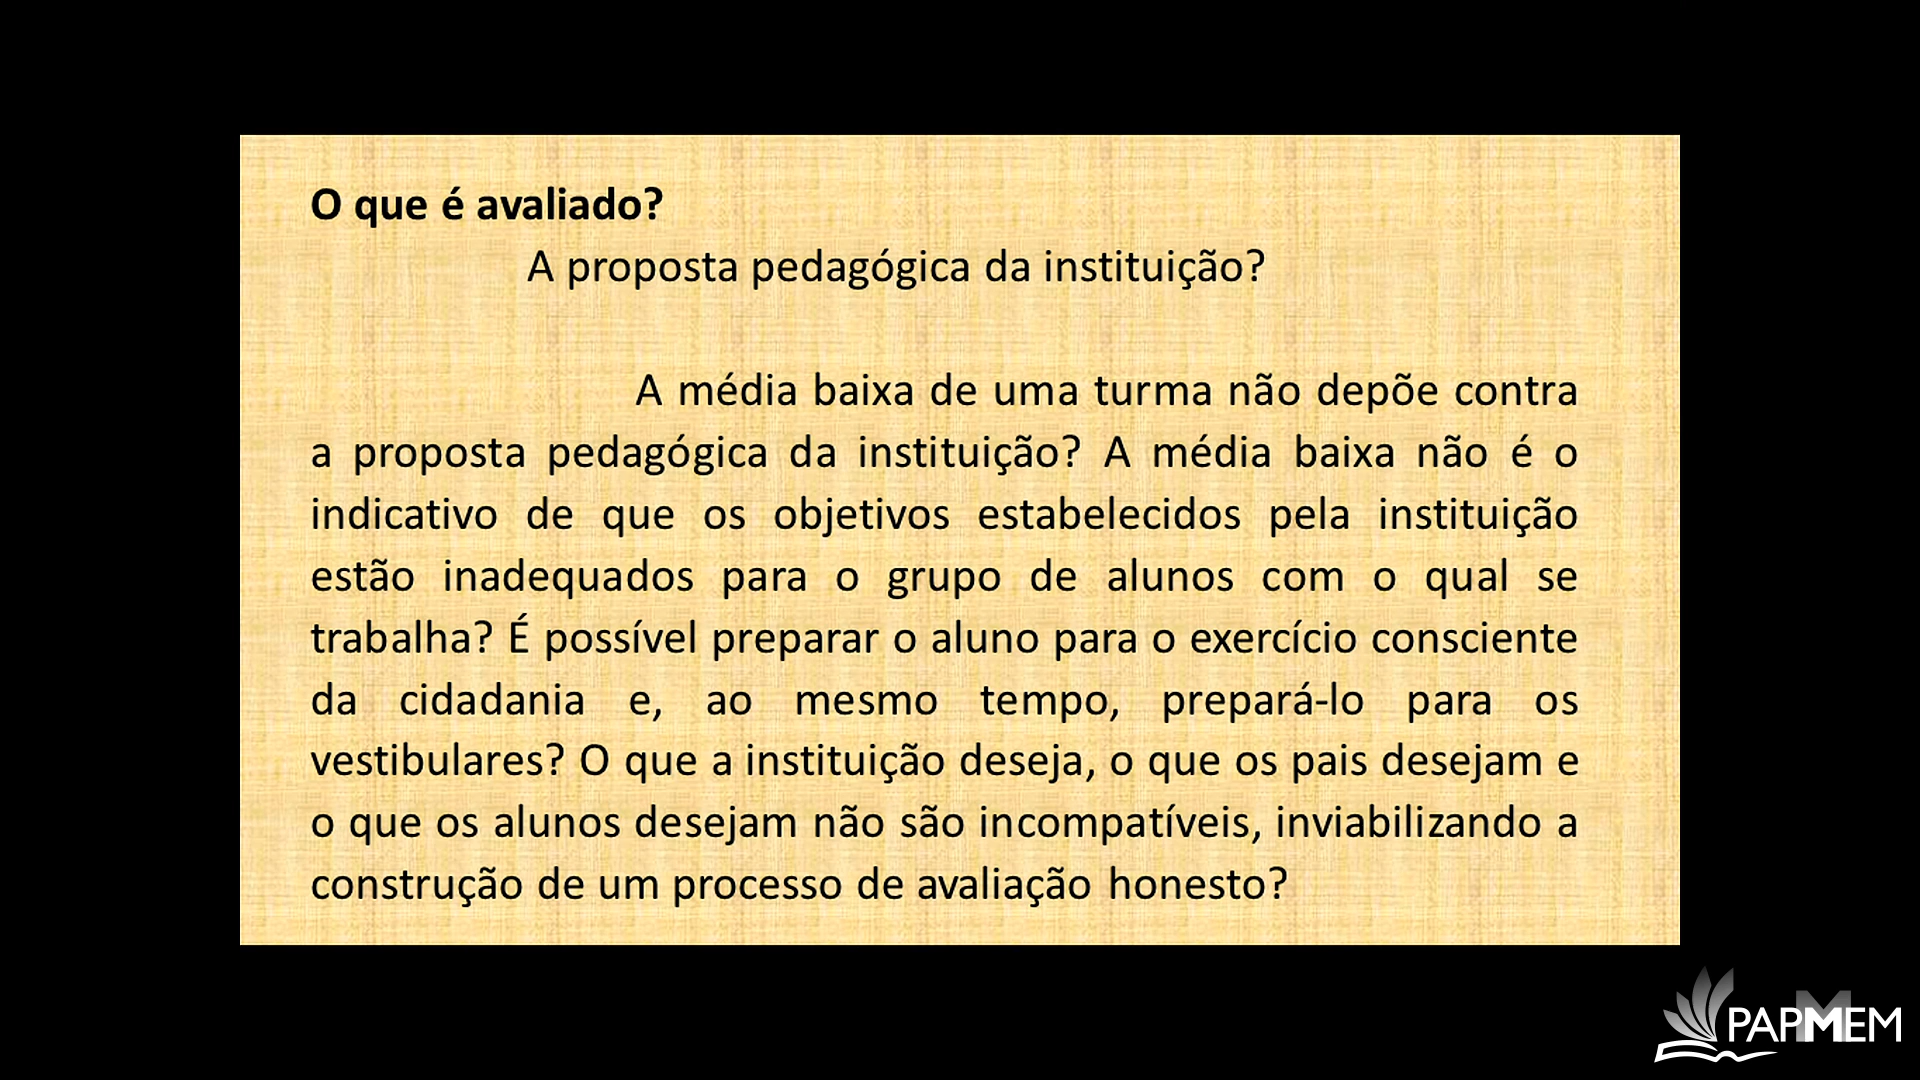 O que é avaliado?
A proposta pedagógica da instituição?
A média baixa de uma turma não depõe contra
a proposta pedagógica da instituição? A média baixa não é o
indicativo de que os objetivos estabelecidos pela instituição
estão inadequados para o grupo de alunos com o qual se
trabalha? É possível preparar o aluno para o exercício consciente
da cidadania e, ao mesmo tempo, prepará-lo para os
vestibulares? O que a instituição deseja, o que os pais desejam e
o que os alunos desejam não são incompatíveis, inviabilizando a
construção de um processo de avaliação honesto?
PAPMEM